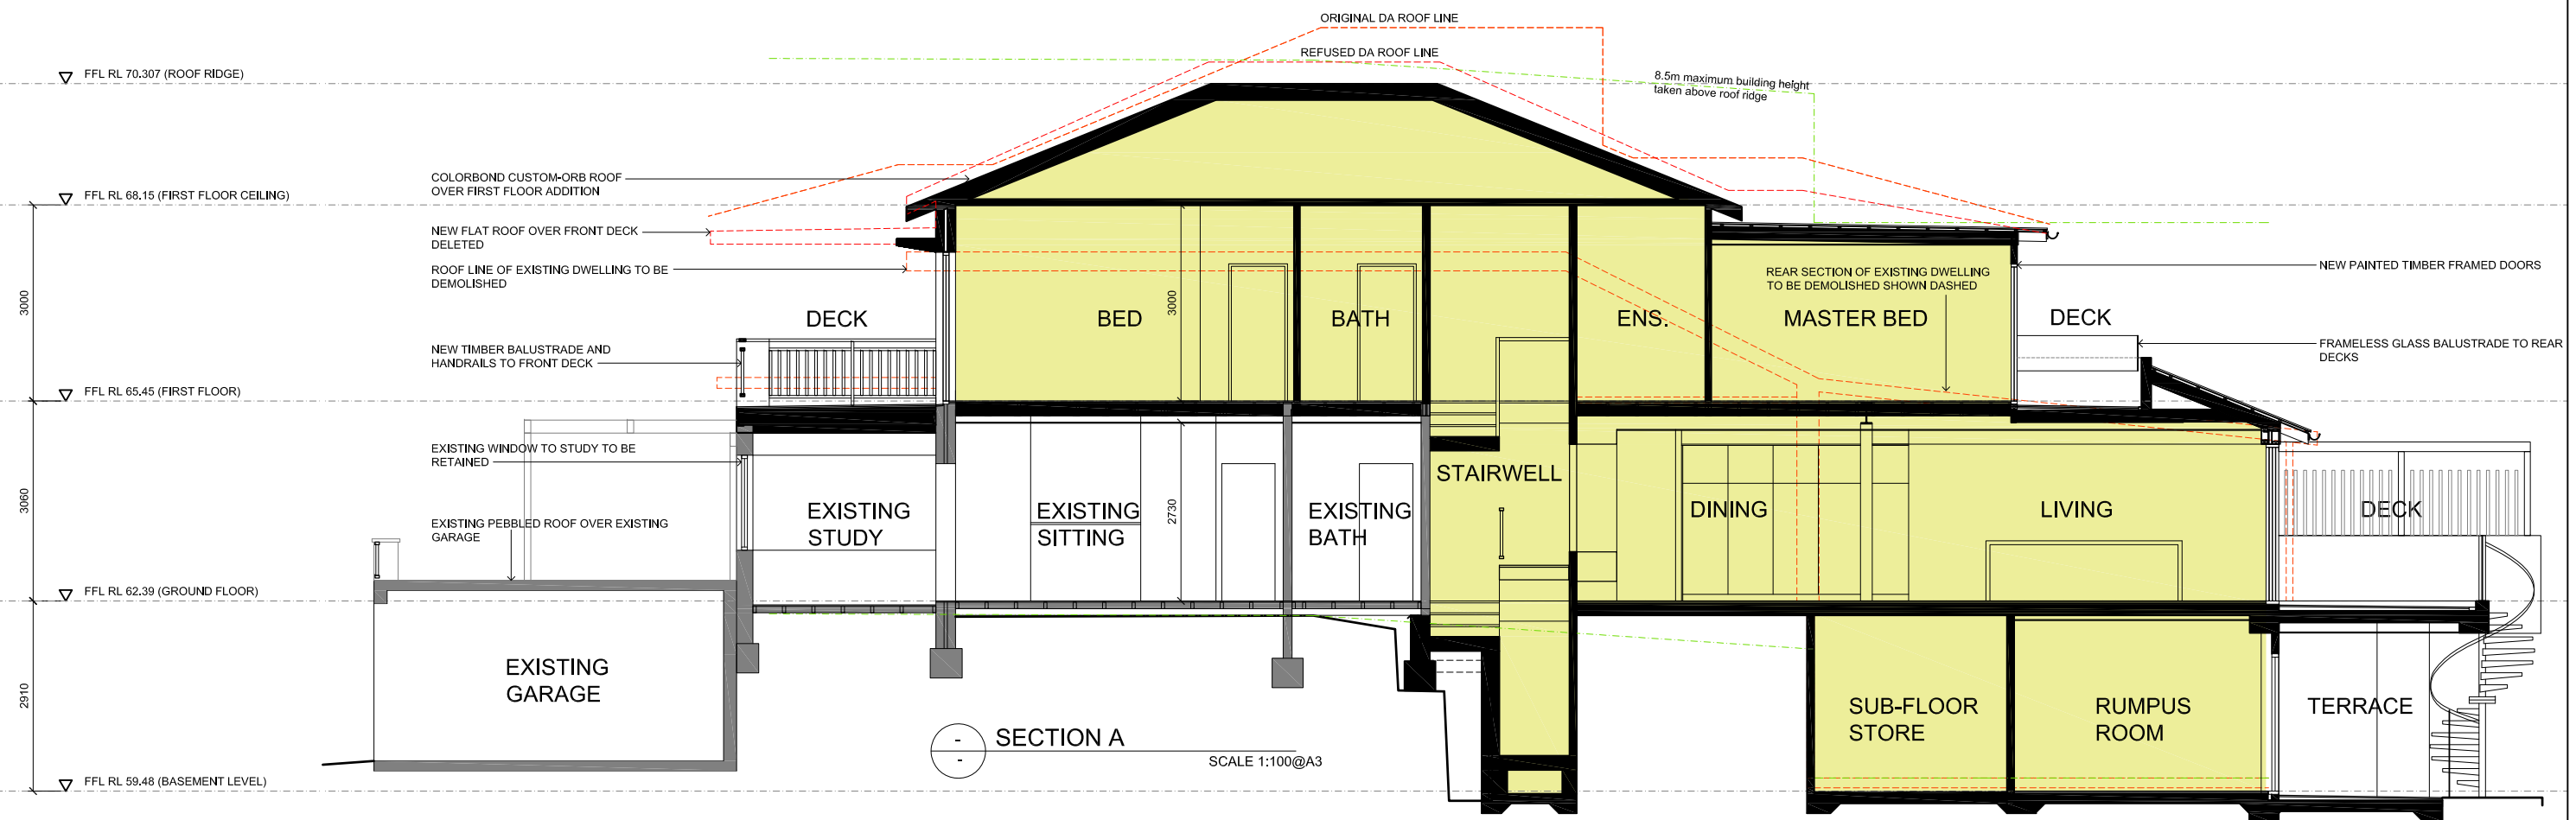 ORIGINAL DA ROOF LINE
REFUSED DA ROOF LINE
FFL RL 70.307 (ROOF RIDGE)
8.5m maximum building height
taken above roof ridge
COLORBOND CUSTOM-ORB ROOF
OVER FIRST FLOOR ADDITION
FFL RL 68.15 (FIRST FLOOR CEILING)
NEW FLAT ROOF OVER FRONT DECK
DELETED
ROOF LINE OF EXISTING DWELLING TO BE
DEMOLISHED
REAR SECTION OF EXISTING DWELLING
TO BE DEMOLISHED SHOWN DASHED
NEW PAINTED TIMBER FRAMED DOORS
3000
3000
DECK
BED
BATH
ENS.
MASTER BED
DECK
NEW TIMBER BALUSTRADE AND
HANDRAILS TO FRONT DECK
FRAMELESS GLASS BALUSTRADE TO REAR
DECKS
FFL RL 65.45 (FIRST FLOOR)
EXISTING WINDOW TO STUDY TO BE
RETAINED
STAIRWELL
3060
2730
EXISTING
STUDY
EXISTING
SITTING
EXISTING
BATH
DINING
LIVING
DECK
EXISTING PEBBLED ROOF OVER EXISTING
GARAGE
FFL RL 62.39 (GROUND FLOOR)
2910
EXISTING
GARAGE
SUB-FLOOR
STORE
RUMPUS
ROOM
TERRACE
-
-
SECTION A
SCALE 1:100@A3
FFL RL 59.48 (BASEMENT LEVEL)